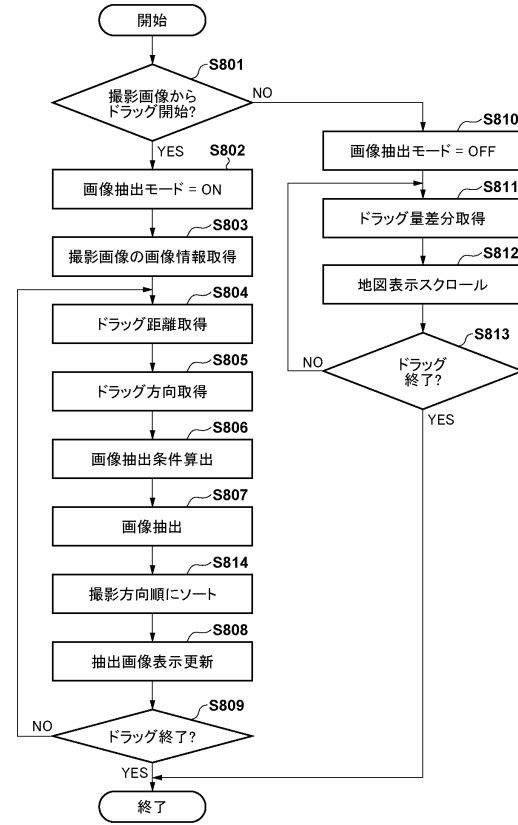 開始
S801
撮影画像から
ドラッグ開始?
NO
YES
S802
画像抽出モード = ON
S803
撮影画像の画像情報取得
S804
ドラッグ距離取得
S805
ドラッグ方向取得
S806
画像抽出条件算出
S807
画像抽出
S814
撮影方向順にソート
S808
抽出画像表示更新
S809
ドラッグ終了?
NO
YES
終了
S810
画像抽出モード = OFF
S811
ドラッグ量差分取得
S812
地図表示スクロール
S813
ドラッグ
終了?
NO
YES